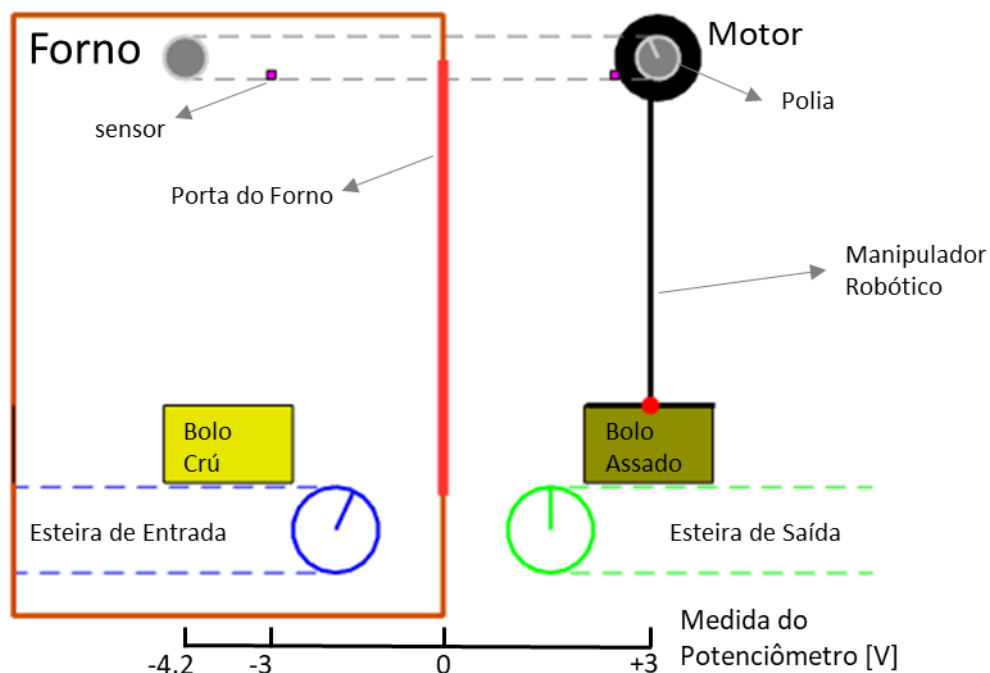 Forno
Motor
Polia
sensor
Porta do Forno
Manipulador
Robótico
Bolo
Crú
Bolo
Assado
Esteira de Entrada
Esteira de Saída
Medida do
Potenciômetro [V]
-4.2
-3
0
+3